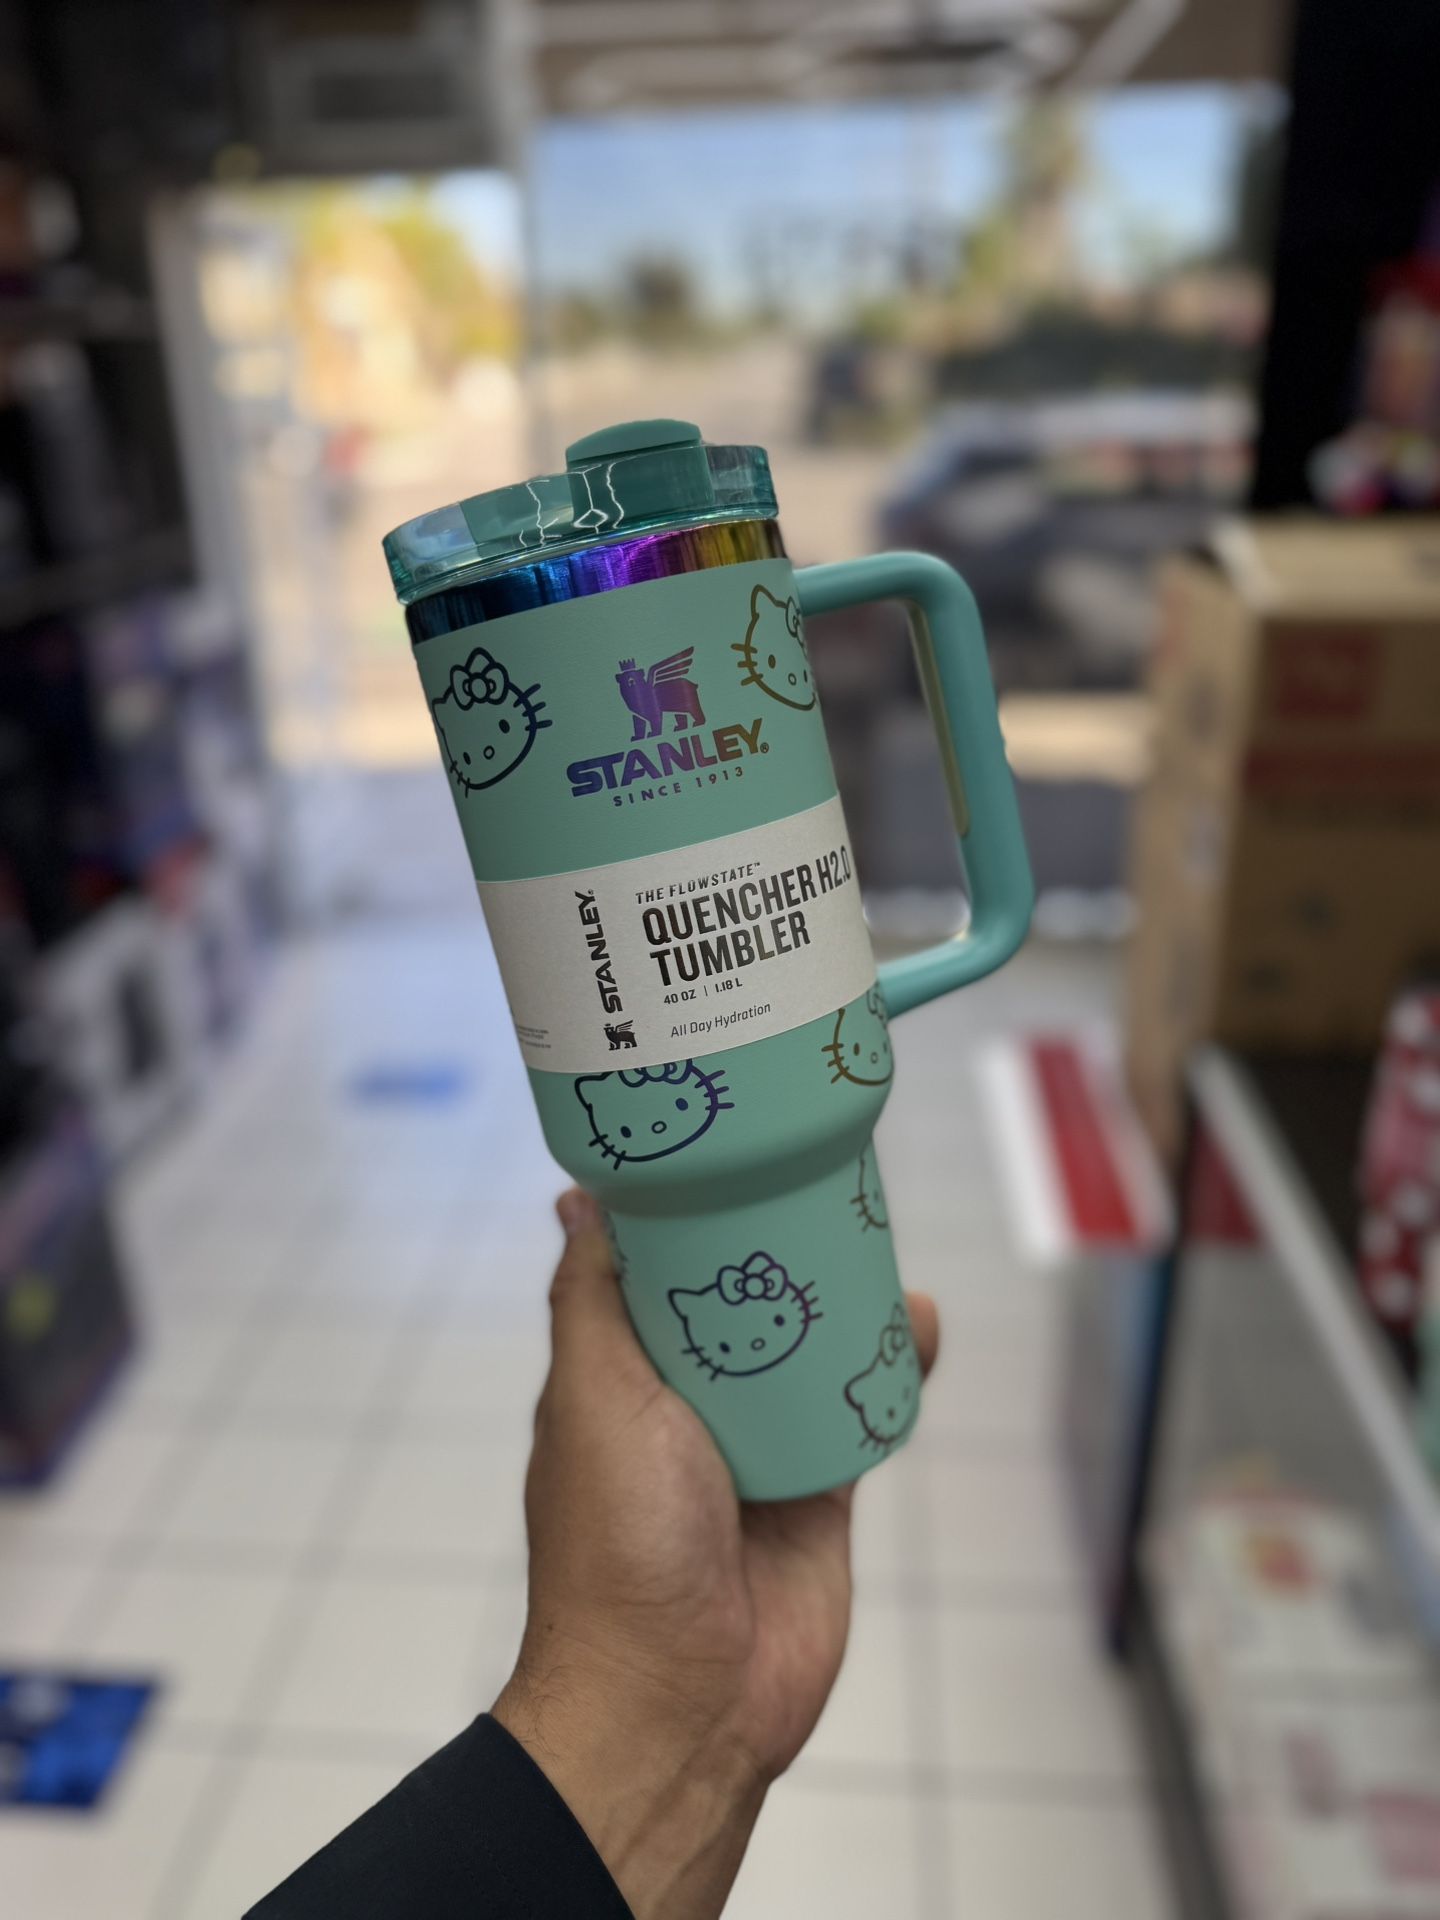 STANLEY®
SINCE 1913
STANLEY®
THE FLOWSTATE™
QUENCHER H2.0
TUMBLER
40 OZ | 1.18 L
All Day Hydration